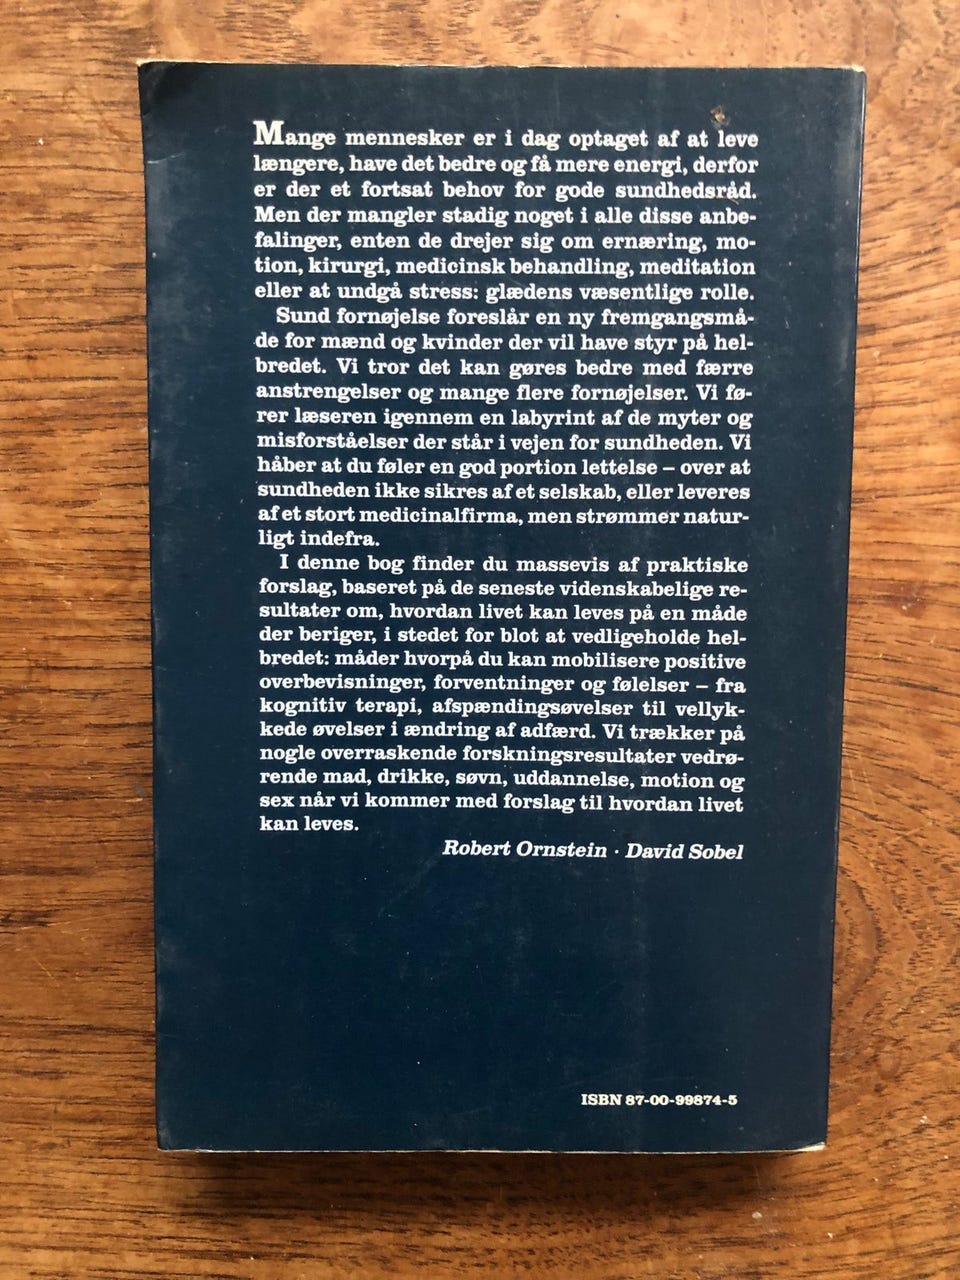 Mange mennesker er i dag optaget af at leve
længere, have det bedre og få mere energi, derfor
er der et fortsat behov for gode sundhedsråd.
Men der mangler stadig noget i alle disse anbe-
falinger, enten de drejer sig om ernæring, mo-
tion, kirurgi, medicinsk behandling, meditation
eller at undgå stress: glædens væsentlige rolle.
Sund fornøjelse foreslår en ny fremgangsmå-
de for mænd og kvinder der vil have styr på hel-
bredet. Vi tror det kan gøres bedre med færre
anstrengelser og mange flere fornøjelser. Vi fø-
rer læseren igennem en labyrint af de myter og
misforståelser der står i vejen for sundheden. Vi
håber at du føler en god portion lettelse – over at
sundheden ikke sikres af et selskab, eller leveres
af et stort medicinalfirma, men strømmer natur-
ligt indefra.
I denne bog finder du massevis af praktiske
forslag, baseret på de seneste videnskabelige re-
sultater om, hvordan livet kan leves på en måde
der beriger, i stedet for blot at vedligeholde hel-
bredet: måder hvorpå du kan mobilisere positive
overbevisninger, forventninger og følelser – fra
kognitiv terapi, afspændingsøvelser til vellyk-
kede øvelser i ændring af adfærd. Vi trækker på
nogle overraskende forskningsresultater vedrø-
rende mad, drikke, søvn, uddannelse, motion og
sex når vi kommer med forslag til hvordan livet
kan leves.
Robert Ornstein · David Sobel
ISBN 87-00-99874-5